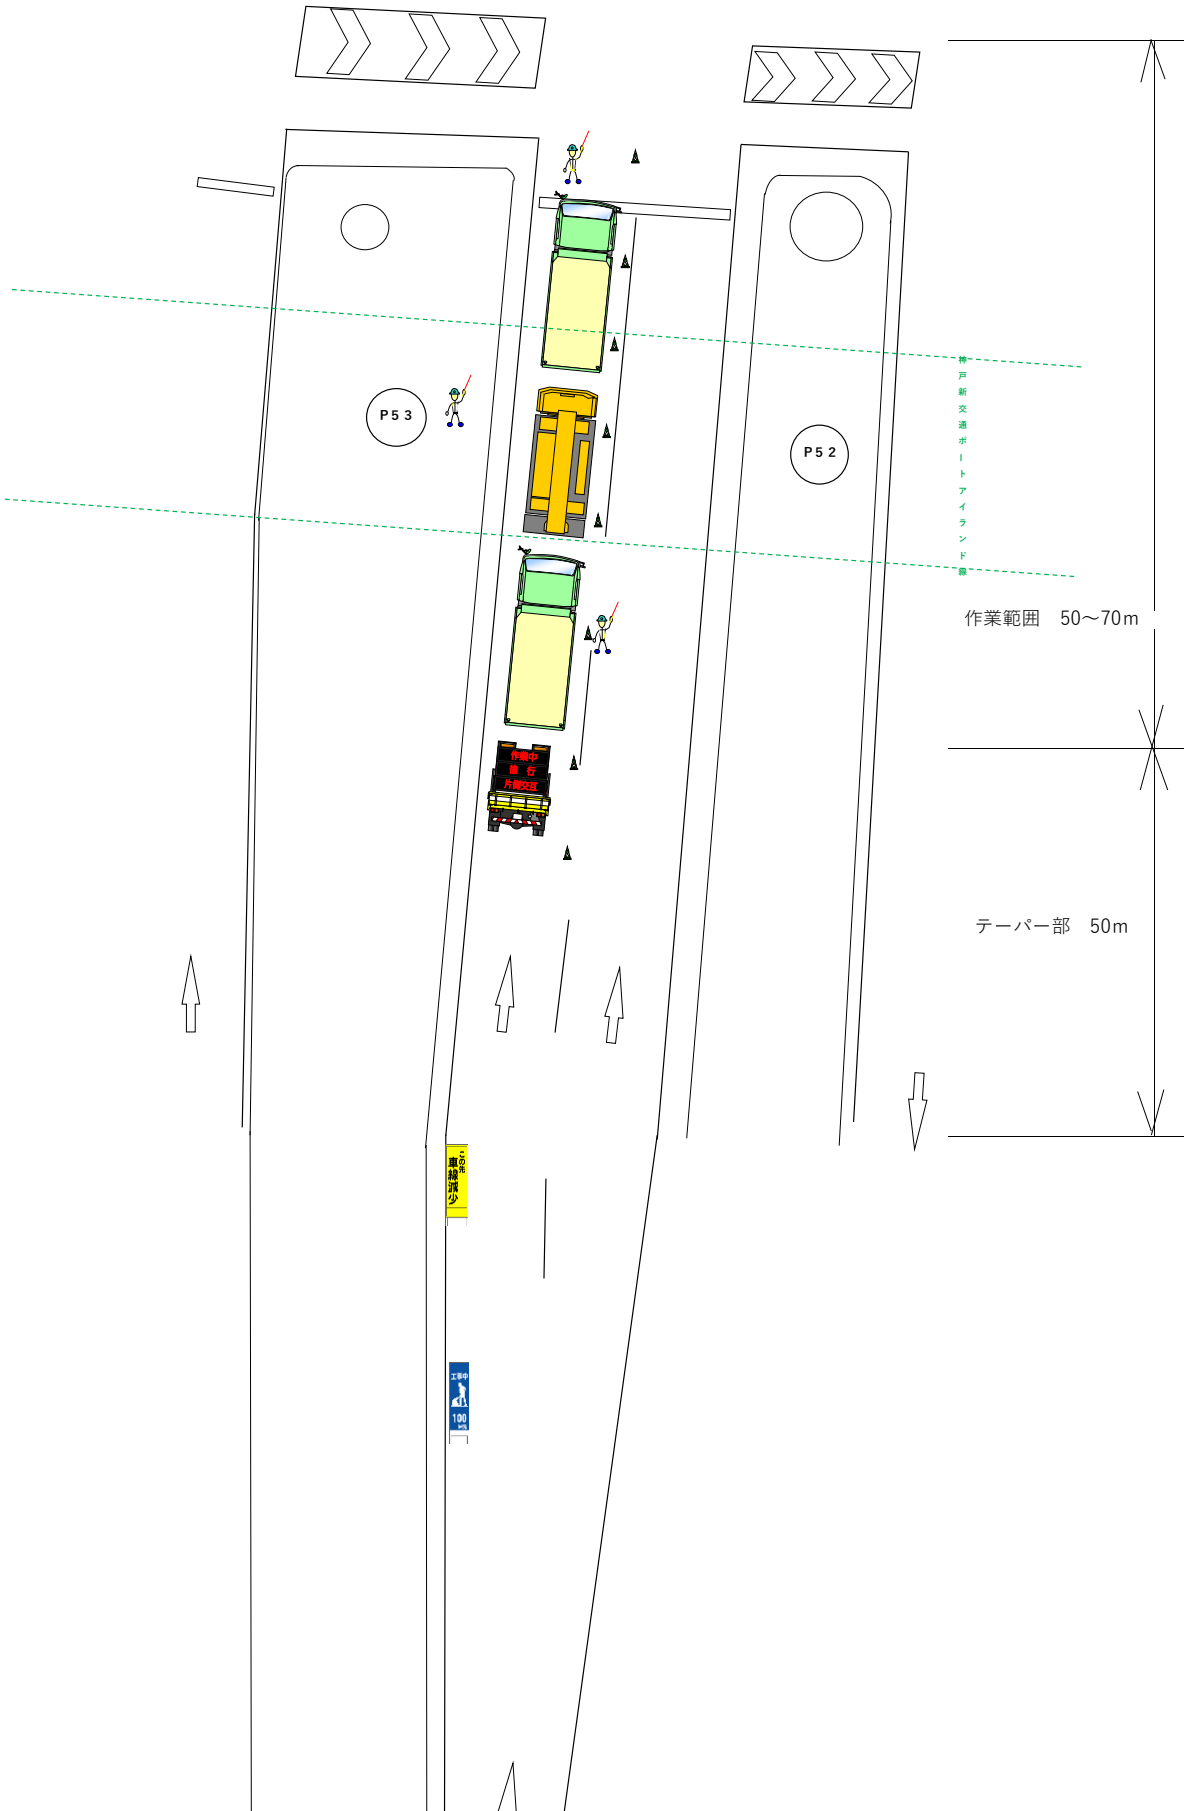 P53
P52
神戸新交通ポートアイランド線
作業範囲　50～70m
作業中
徐行
片側交互
テーパー部　50m
この先
車線減少
工事中
100